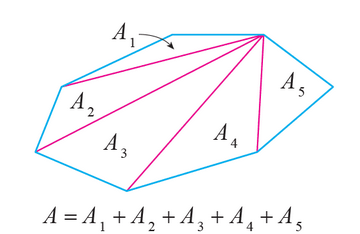 A₁
A₂
A₃
A₄
A₅
A = A₁ + A₂ + A₃ + A₄ + A₅